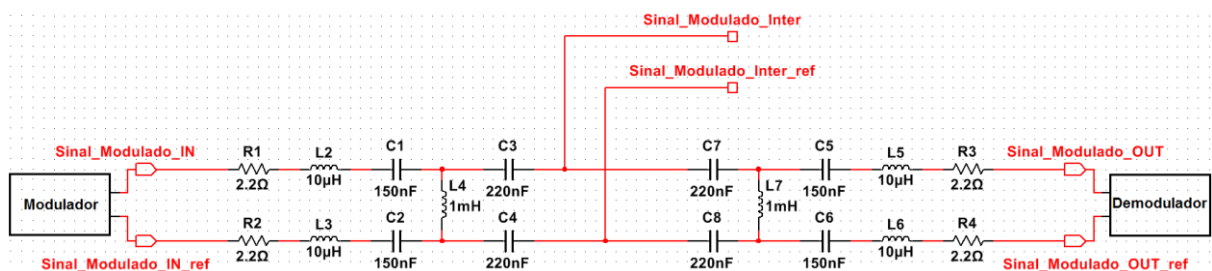 Sinal_Modulado_Inter
Sinal_Modulado_Inter_ref
Sinal_Modulado_IN
R1
2.2Ω
L2
10µH
C1
150nF
C3
220nF
C7
220nF
C5
150nF
L5
10µH
R3
2.2Ω
Sinal_Modulado_OUT
Modulador
L4
1mH
L7
1mH
Demodulador
Sinal_Modulado_IN_ref
R2
2.2Ω
L3
10µH
C2
150nF
C4
220nF
C8
220nF
C6
150nF
L6
10µH
R4
2.2Ω
Sinal_Modulado_OUT_ref